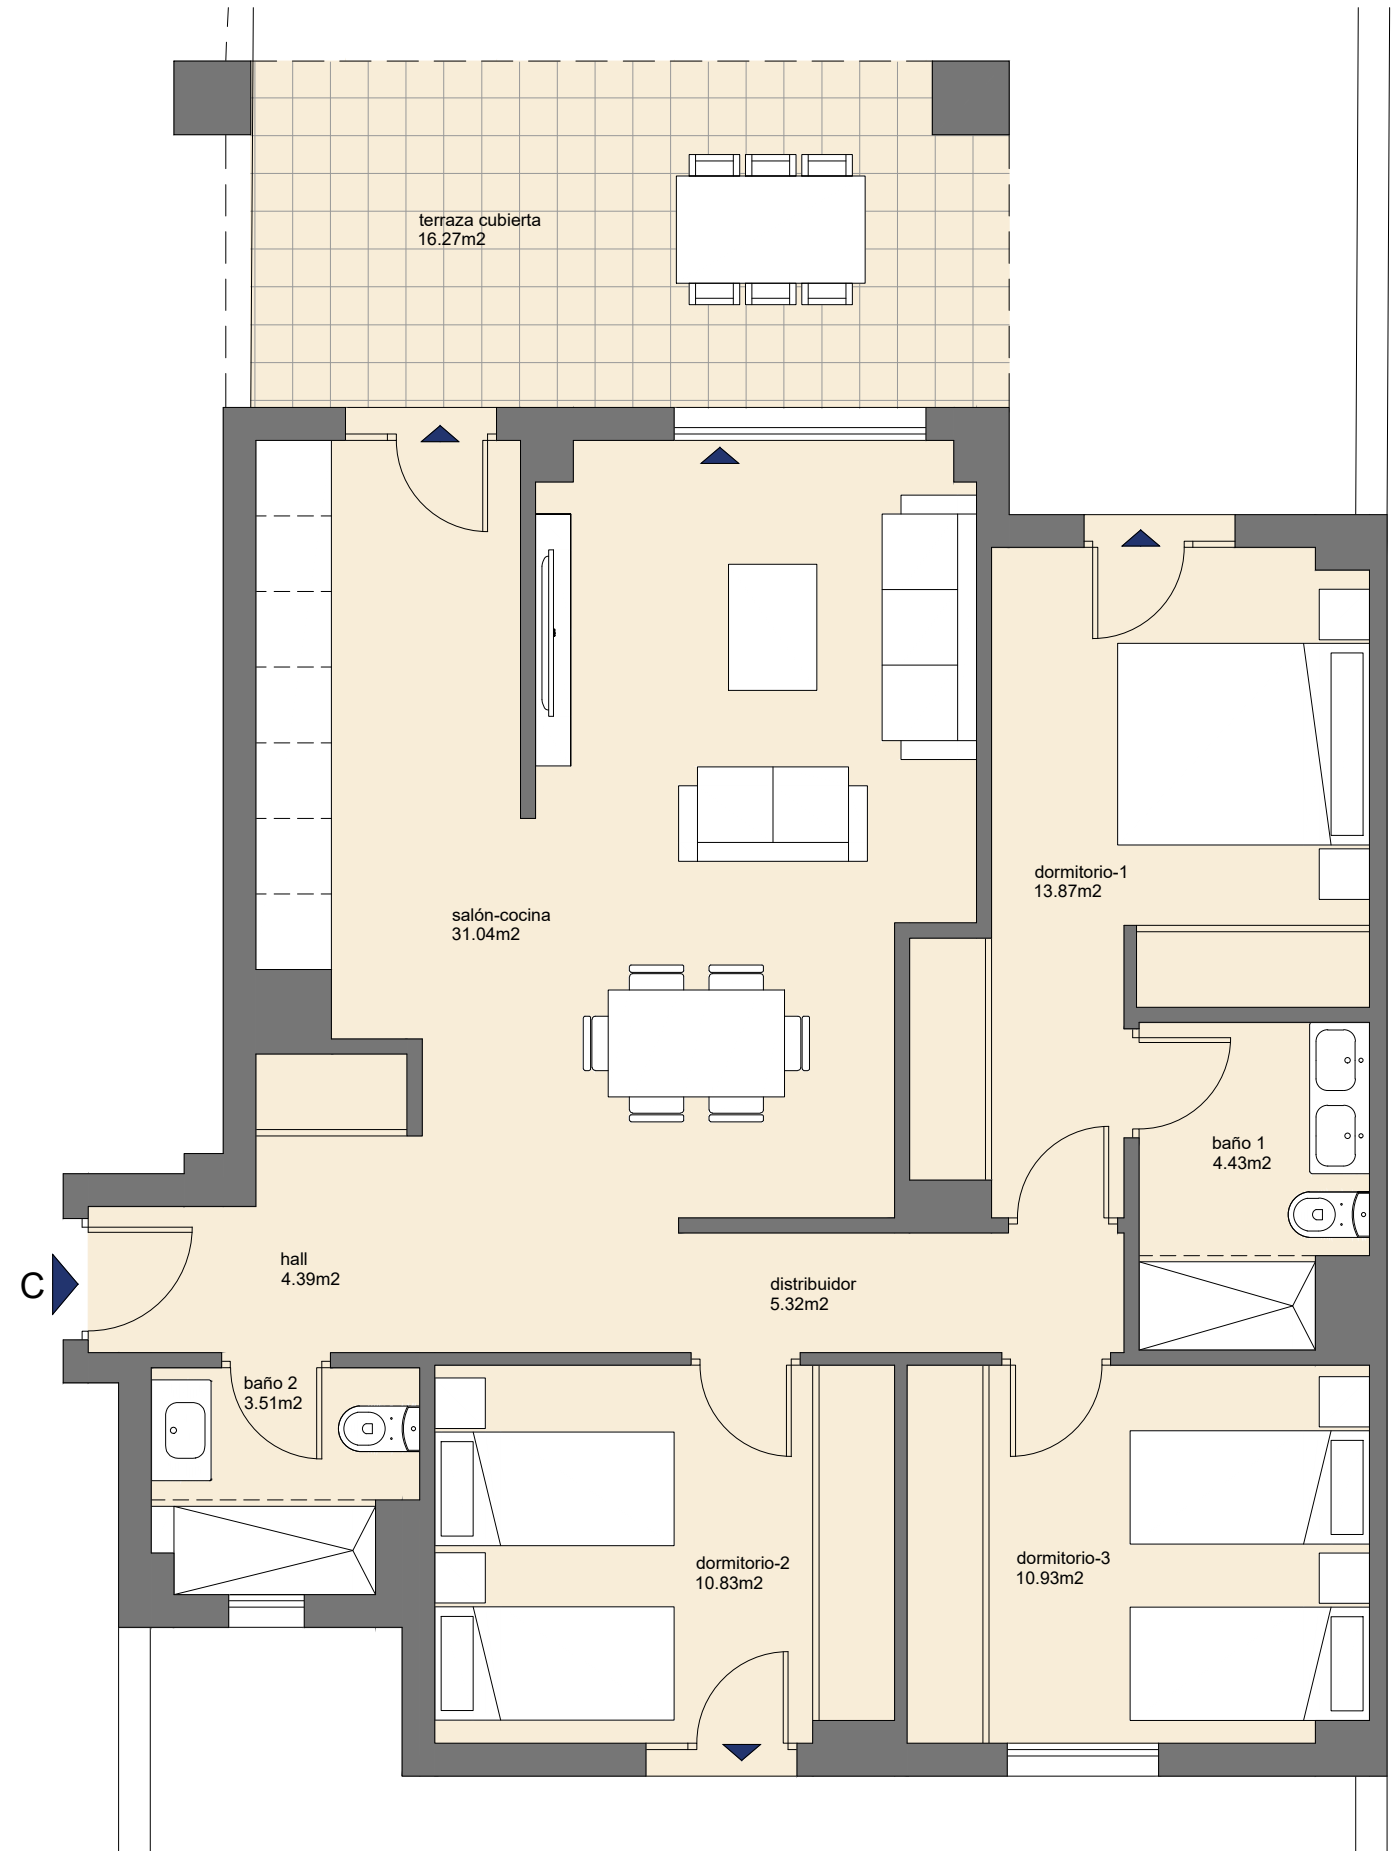 terraza cubierta
16.27m2
dormitorio-1
13.87m2
salón-cocina
31.04m2
baño 1
4.43m2
hall
4.39m2
C
distribuidor
5.32m2
baño 2
3.51m2
dormitorio-2
10.83m2
dormitorio-3
10.93m2